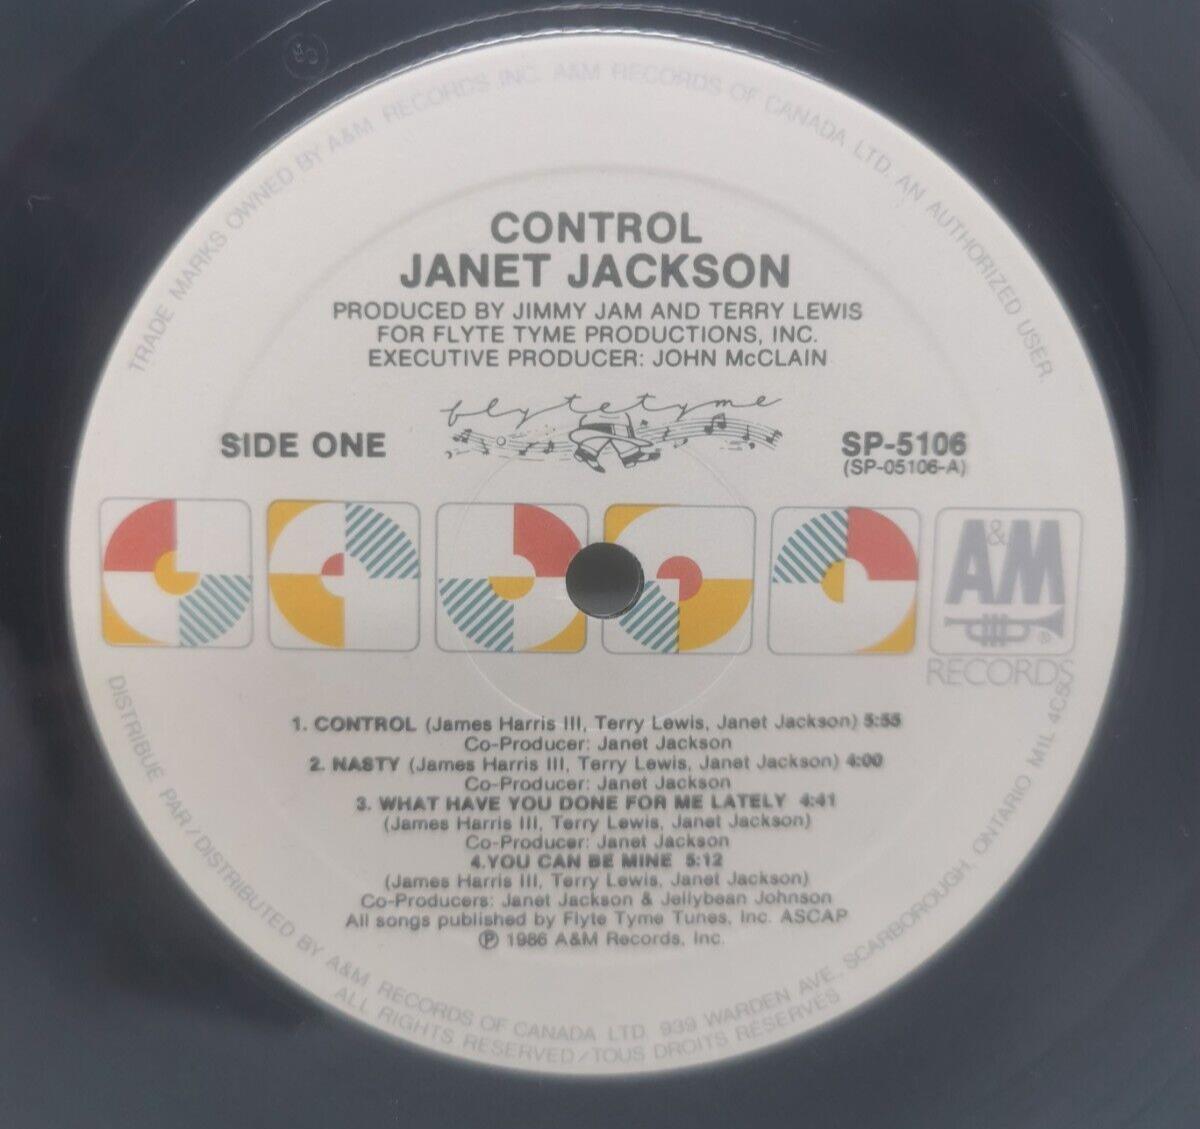 TRADE MARKS OWNED BY A&M RECORDS INC. A&M RECORDS OF CANADA LTD. AN AUTHORIZED USER.
CONTROL
JANET JACKSON
PRODUCED BY JIMMY JAM AND TERRY LEWIS
FOR FLYTE TYME PRODUCTIONS, INC.
EXECUTIVE PRODUCER: JOHN McCLAIN
flytetyme
SIDE ONE
SP-5106
(SP-05106-A)
A&M
RECORDS
1. CONTROL (James Harris III, Terry Lewis, Janet Jackson) 5:55
Co-Producer: Janet Jackson
2. NASTY (James Harris III, Terry Lewis, Janet Jackson) 4:00
Co-Producer: Janet Jackson
3. WHAT HAVE YOU DONE FOR ME LATELY 4:41
(James Harris III, Terry Lewis, Janet Jackson)
Co-Producer: Janet Jackson
4.YOU CAN BE MINE 5:12
(James Harris III, Terry Lewis, Janet Jackson)
Co-Producers: Janet Jackson & Jellybean Johnson
All songs published by Flyte Tyme Tunes, Inc. ASCAP
℗ 1986 A&M Records, Inc.
DISTRIBUE PAR/DISTRIBUTED BY A&M RECORDS OF CANADA LTD. 939 WARDEN AVE. SCARBOROUGH, ONTARIO M1L 4C5
ALL RIGHTS RESERVED/TOUS DROITS RÉSERVÉS